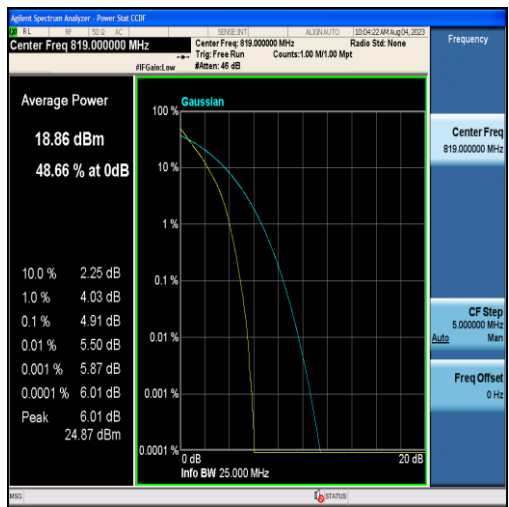 Agilent Spectrum Analyzer - Power Stat CCDF
RL RF 50 Ω AC SENSE:INT ALIGN AUTO 10:04:22 AM Aug 04, 2023
Center Freq 819.000000 MHz
Center Freq: 819.000000 MHz Radio Std: None
Trig: Free Run Counts:1.00 M/1.00 Mpt
#IFGain:Low #Atten: 46 dB
Frequency
Average Power
18.86 dBm
48.66 % at 0dB
10.0 % 2.25 dB
1.0 % 4.03 dB
0.1 % 4.91 dB
0.01 % 5.50 dB
0.001 % 5.87 dB
0.0001 % 6.01 dB
Peak 6.01 dB
24.87 dBm
Gaussian
100 %
10 %
1 %
0.1 %
0.01 %
0.001 %
0.0001 %
0 dB 20 dB
Info BW 25.000 MHz
Center Freq
819.000000 MHz
CF Step
5.000000 MHz
Auto Man
Freq Offset
0 Hz
MSG STATUS